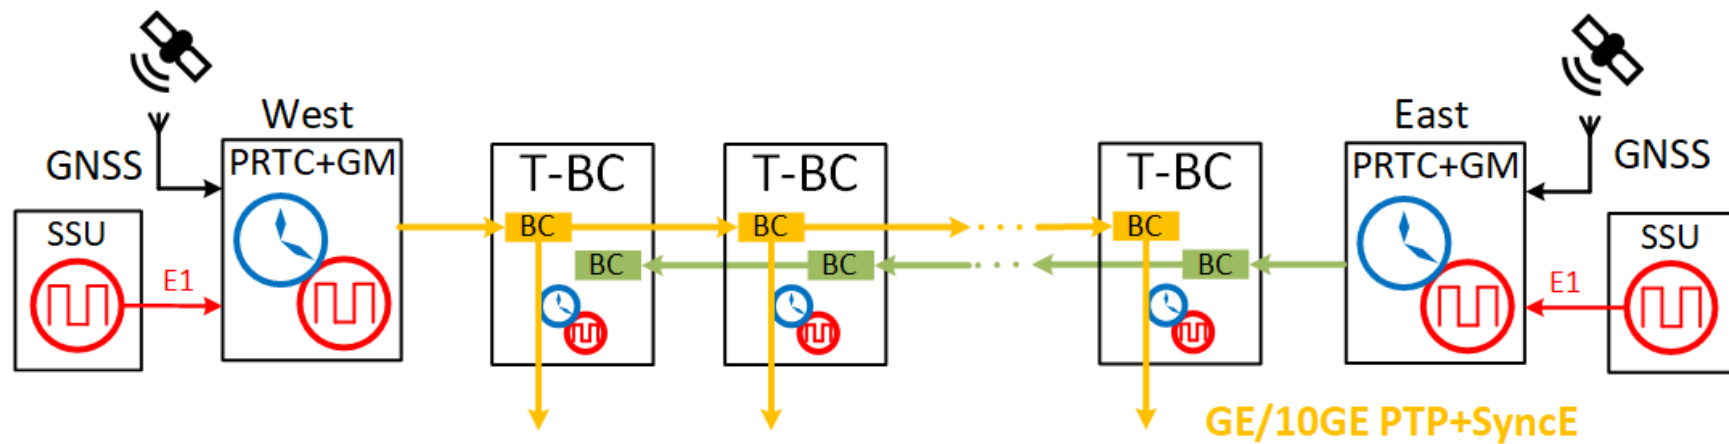 West
East
GNSS
PRTC+GM
T-BC
T-BC
T-BC
PRTC+GM
GNSS
SSU
BC
BC
BC
SSU
E1
BC
BC
BC
E1
GE/10GE PTP+SyncE